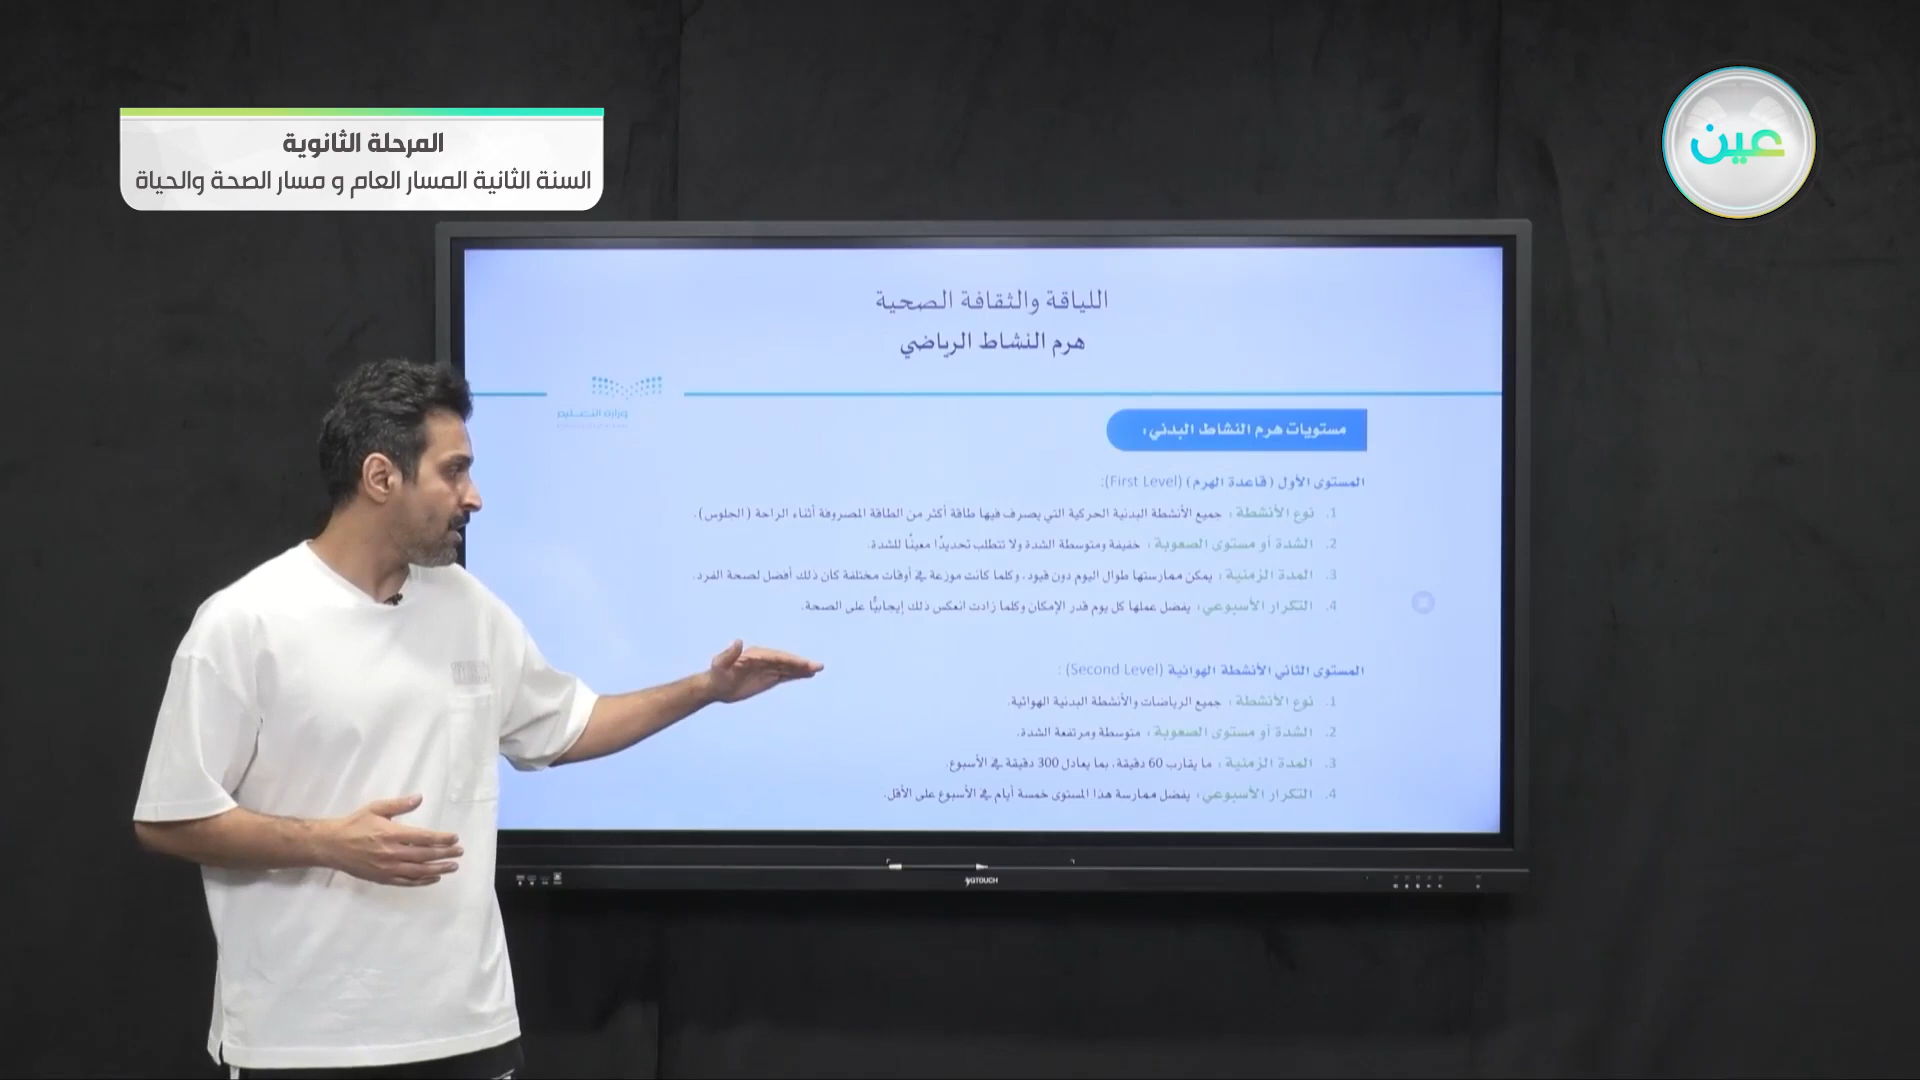 المرحلة الثانوية
السنة الثانية المسار العام و مسار الصحة والحياة
عين
اللياقة والثقافة الصحية
هرم النشاط الرياضي
وزارة التعليم
مستويات هرم النشاط البدني:
المستوى الأول (قاعدة الهرم) (First Level):
1. نوع الأنشطة: جميع الأنشطة البدنية الحركية التي يصرف فيها طاقة أكثر من الطاقة المصروفة أثناء الراحة (الجلوس).
2. الشدة أو مستوى الصعوبة: خفيفة ومتوسطة الشدة ولا تتطلب تحديدًا معينًا للشدة.
3. المدة الزمنية: يمكن ممارستها طوال اليوم دون قيود، وكلما كانت موزعة في أوقات مختلفة كان ذلك أفضل لصحة الفرد.
4. التكرار الأسبوعي: يفضل عملها كل يوم قدر الإمكان وكلما زادت انعكس ذلك إيجابيًّا على الصحة.
المستوى الثاني الأنشطة الهوائية (Second Level) :
1. نوع الأنشطة: جميع الرياضات والأنشطة البدنية الهوائية.
2. الشدة أو مستوى الصعوبة: متوسطة ومرتفعة الشدة.
3. المدة الزمنية: ما يقارب 60 دقيقة، بما يعادل 300 دقيقة في الأسبوع.
4. التكرار الأسبوعي: يفضل ممارسة هذا المستوى خمسة أيام في الأسبوع على الأقل.
YQTOUCH